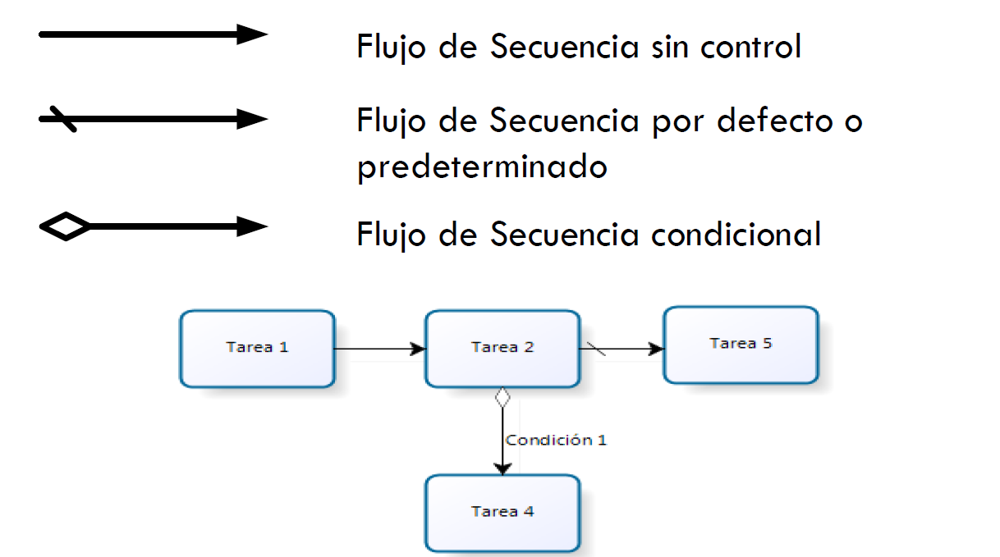 Flujo de Secuencia sin control
Flujo de Secuencia por defecto o
predeterminado
Flujo de Secuencia condicional
Tarea 1
Tarea 2
Tarea 5
Condición 1
Tarea 4